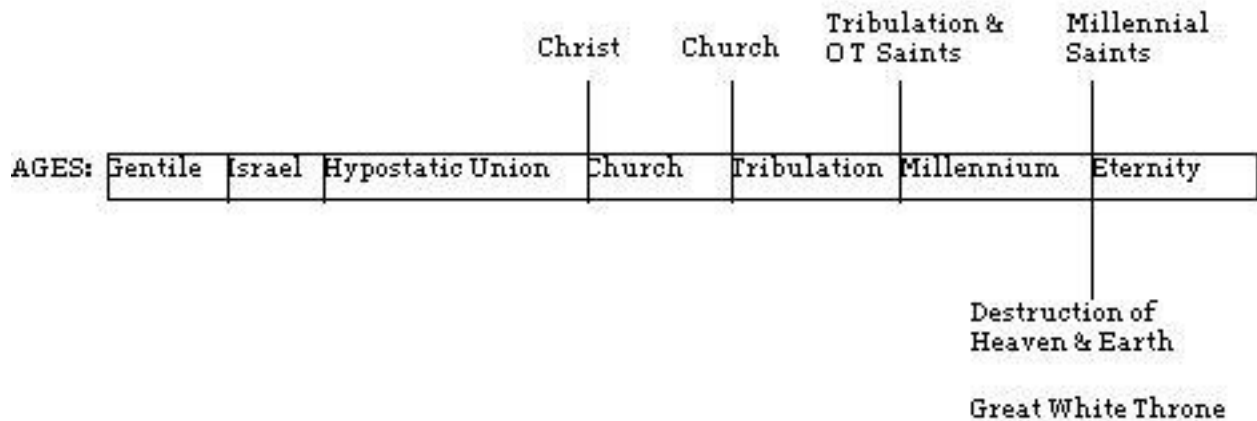 Christ
Church
Tribulation &
OT Saints
Millennial
Saints
AGES: Gentile Israel Hypostatic Union Church Tribulation Millennium Eternity
Destruction of
Heaven & Earth
Great White Throne